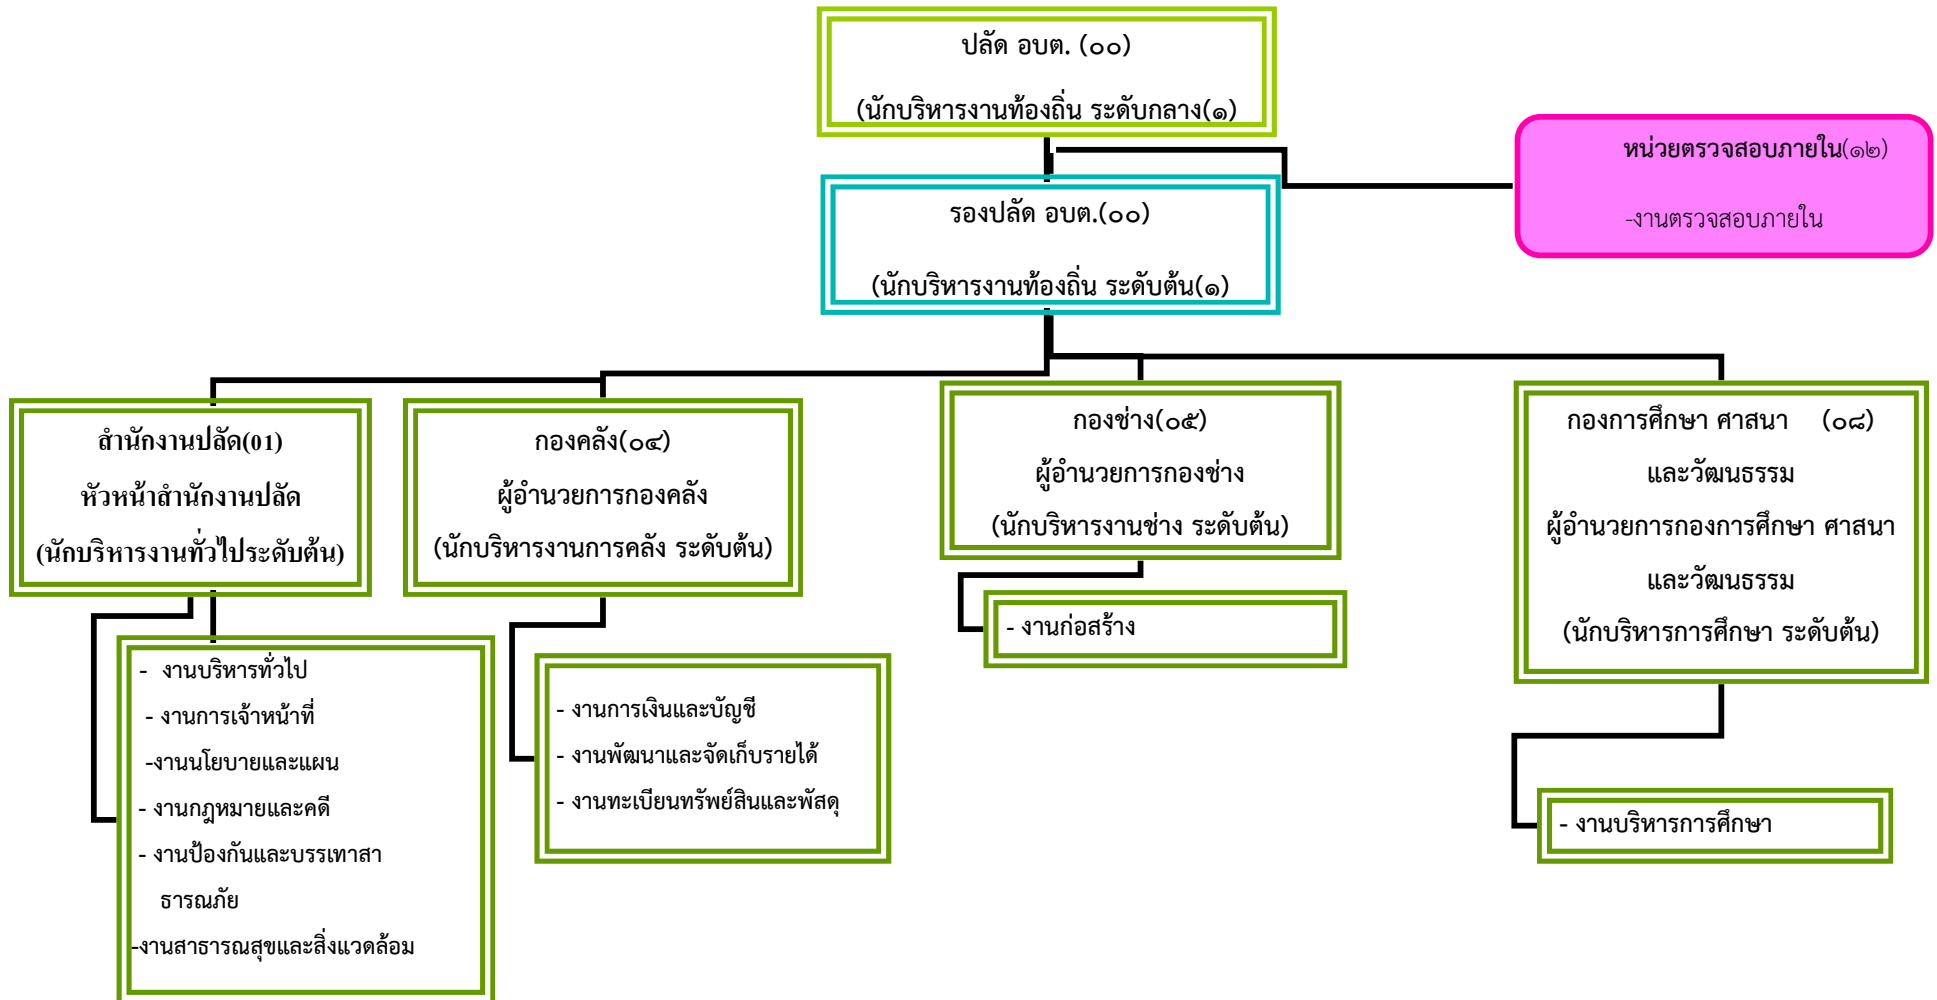 ปลัด อบต. (๐๐)
(นักบริหารงานท้องถิ่น ระดับกลาง(๑)
หน่วยตรวจสอบภายใน(๑๒)
-งานตรวจสอบภายใน
รองปลัด อบต.(๐๐)
(นักบริหารงานท้องถิ่น ระดับต้น(๑)
สำนักงานปลัด(01)
หัวหน้าสำนักงานปลัด
(นักบริหารงานทั่วไประดับต้น)
- งานบริหารทั่วไป
- งานการเจ้าหน้าที่
-งานนโยบายและแผน
- งานกฎหมายและคดี
- งานป้องกันและบรรเทาสา
ธารณภัย
-งานสาธารณสุขและสิ่งแวดล้อม
กองคลัง(๐๔)
ผู้อำนวยการกองคลัง
(นักบริหารงานการคลัง ระดับต้น)
- งานการเงินและบัญชี
- งานพัฒนาและจัดเก็บรายได้
- งานทะเบียนทรัพย์สินและพัสดุ
กองช่าง(๐๕)
ผู้อำนวยการกองช่าง
(นักบริหารงานช่าง ระดับต้น)
- งานก่อสร้าง
กองการศึกษา ศาสนา (๐๘)
และวัฒนธรรม
ผู้อำนวยการกองการศึกษา ศาสนา
และวัฒนธรรม
(นักบริหารการศึกษา ระดับต้น)
- งานบริหารการศึกษา